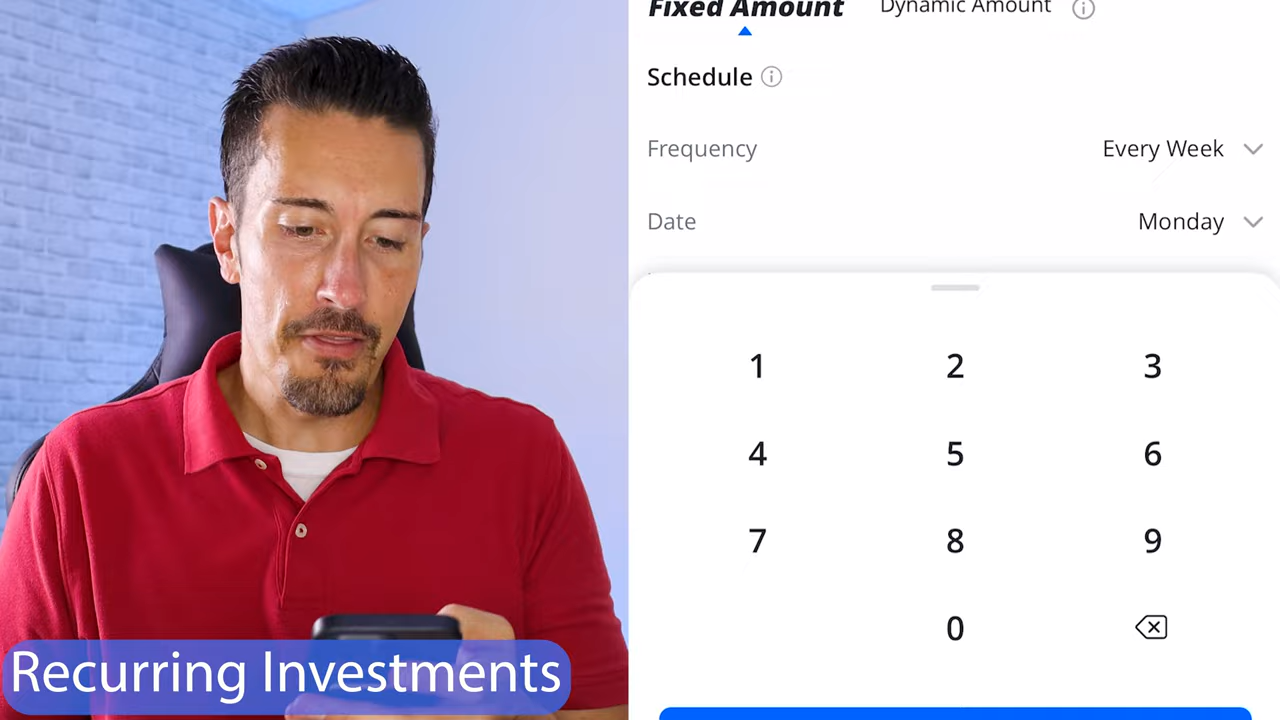 Fixed Amount Dynamic Amount
Schedule
Frequency Every Week
Date Monday
1 2 3
4 5 6
7 8 9
0
Recurring Investments